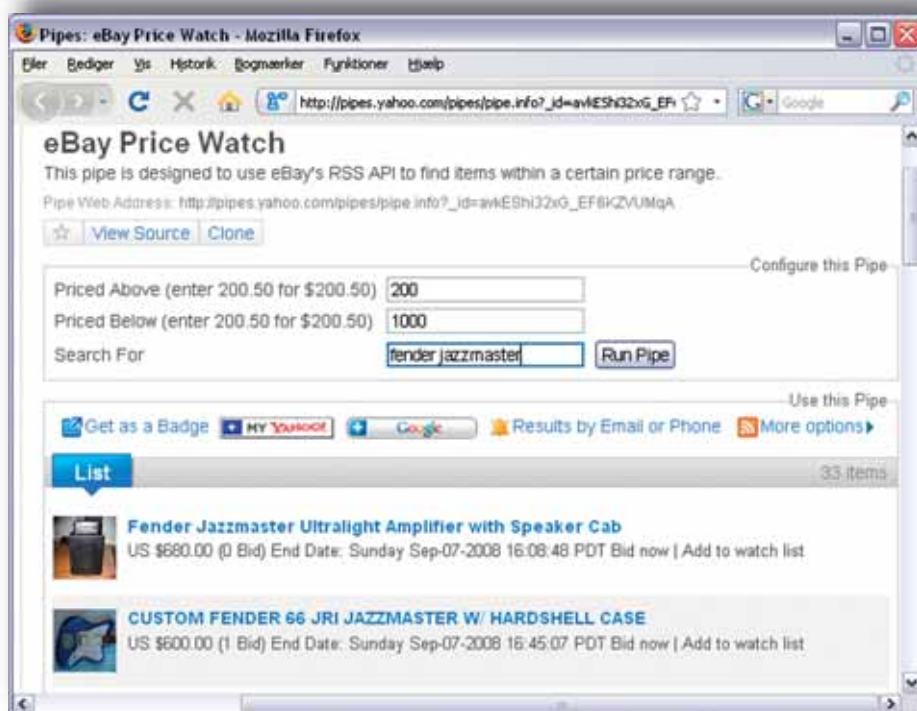 Pipes: eBay Price Watch - Mozilla Firefox
Filer Rediger Vis Historik Bogmærker Funktioner Hjælp
http://pipes.yahoo.com/pipes/pipe.info?_id=avkEShi32xG_EF Google
eBay Price Watch
This pipe is designed to use eBay's RSS API to find items within a certain price range.
Pipe Web Address: http://pipes.yahoo.com/pipes/pipe.info?_id=avkEShi32xG_EF6KZVUMqA
View Source Clone
Configure this Pipe
Priced Above (enter 200.50 for $200.50) 200
Priced Below (enter 200.50 for $200.50) 1000
Search For fender jazzmaster Run Pipe
Use this Pipe
Get as a Badge MY YAHOO! Google Results by Email or Phone More options
List 33 items
Fender Jazzmaster Ultralight Amplifier with Speaker Cab
US $680.00 (0 Bid) End Date: Sunday Sep-07-2008 16:08:48 PDT Bid now | Add to watch list
CUSTOM FENDER 66 JRI JAZZMASTER W/ HARDSHELL CASE
US $600.00 (1 Bid) End Date: Sunday Sep-07-2008 16:45:07 PDT Bid now | Add to watch list